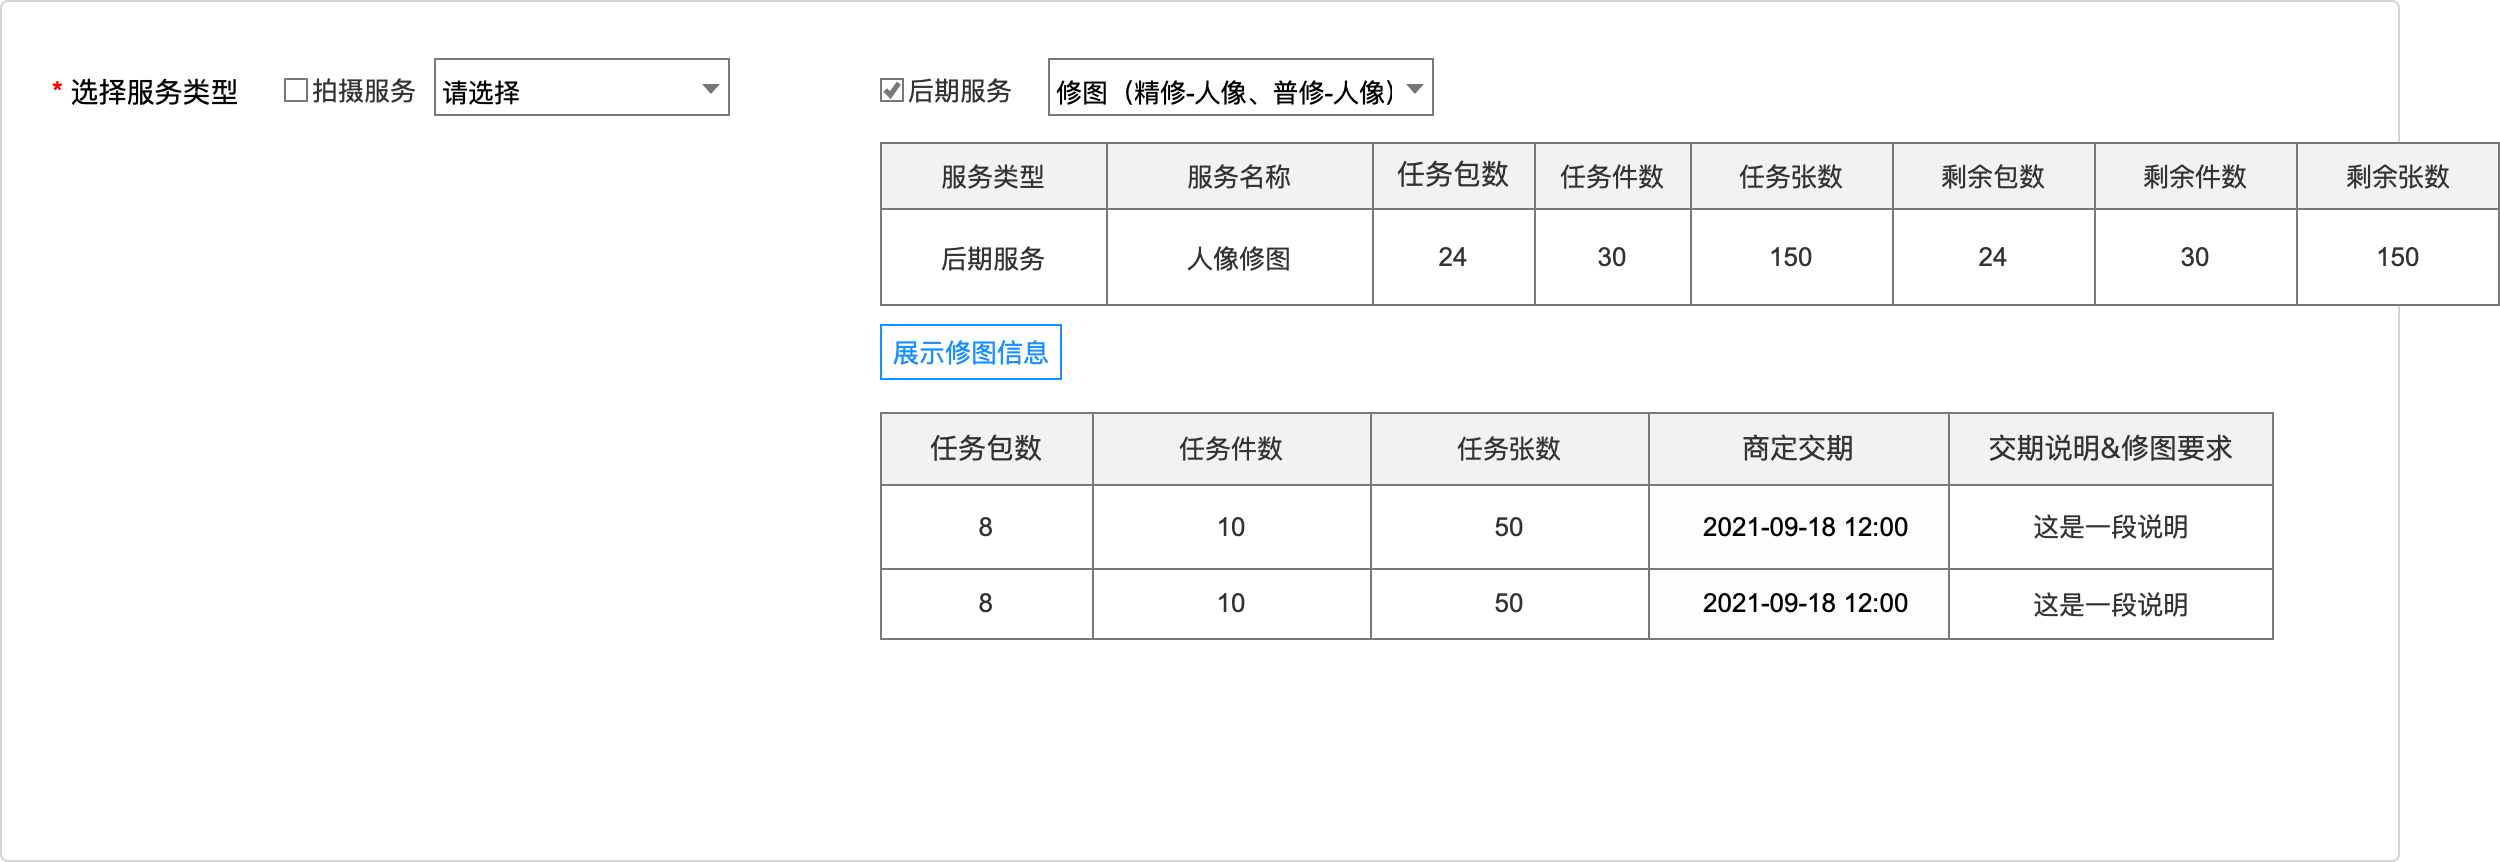 * 选择服务类型 拍摄服务 请选择 后期服务 修图（精修-人像、普修-人像）
服务类型 服务名称 任务包数 任务件数 任务张数 剩余包数 剩余件数 剩余张数
后期服务 人像修图 24 30 150 24 30 150
展示修图信息
任务包数 任务件数 任务张数 商定交期 交期说明&修图要求
8 10 50 2021-09-18 12:00 这是一段说明
8 10 50 2021-09-18 12:00 这是一段说明